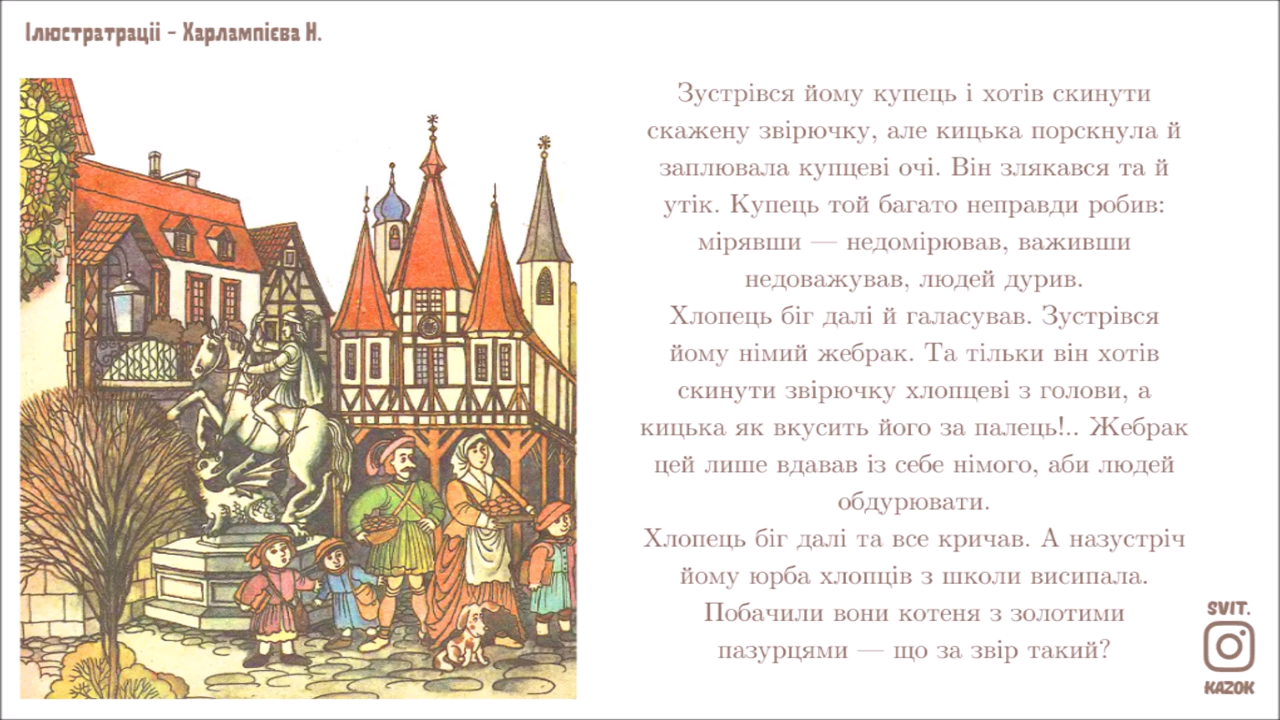 Ілюстратраціі - Харлампієва Н.
Зустрівся йому купець і хотів скинути
скажену звірючку, але кицька порскнула й
заплювала купцеві очі. Він злякався та й
утік. Купець той багато неправди робив:
мірявши — недомірював, важивши
недоважував, людей дурив.
Хлопець біг далі й галасував. Зустрівся
йому німий жебрак. Та тільки він хотів
скинути звірючку хлопцеві з голови, а
кицька як вкусить його за палець!.. Жебрак
цей лише вдавав із себе німого, аби людей
обдурювати.
Хлопець біг далі та все кричав. А назустріч
йому юрба хлопців з школи висипала.
Побачили вони котеня з золотими
пазурцями — що за звір такий?
SVIT.
KAZOK